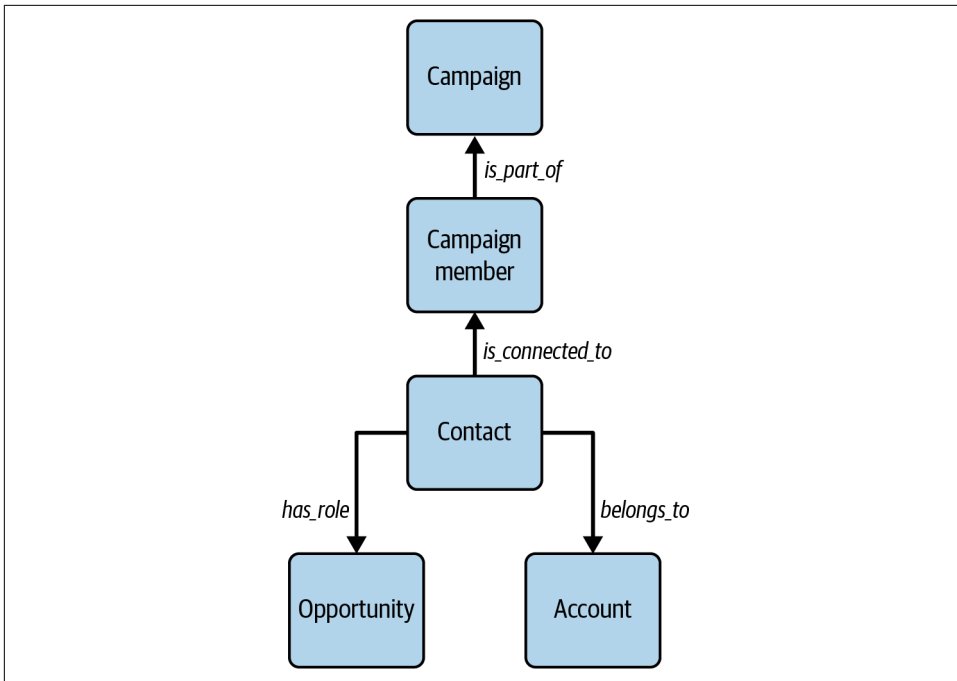 Campaign
is_part_of
Campaign
member
is_connected_to
Contact
has_role
belongs_to
Opportunity
Account